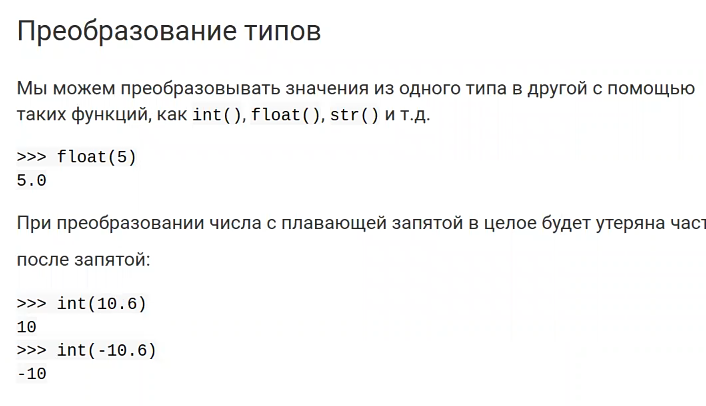 Преобразование типов
Мы можем преобразовывать значения из одного типа в другой с помощью
таких функций, как int(), float(), str() и т.д.
>>> float(5)
5.0
При преобразовании числа с плавающей запятой в целое будет утеряна част
после запятой:
>>> int(10.6)
10
>>> int(-10.6)
-10